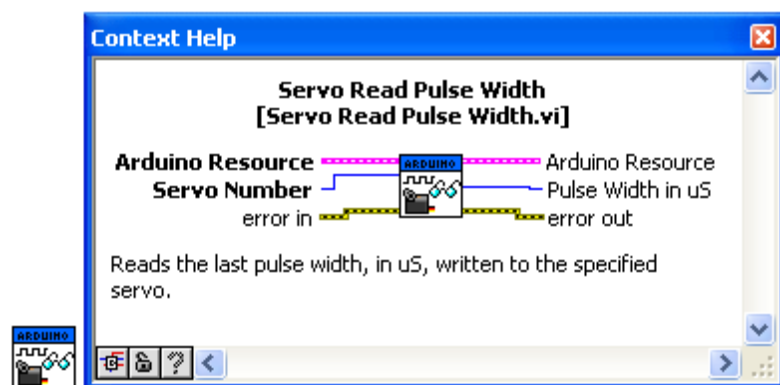 Context Help
Servo Read Pulse Width
[Servo Read Pulse Width.vi]
Arduino Resource ARDUINO Arduino Resource
Servo Number Pulse Width in uS
error in error out
Reads the last pulse width, in uS, written to the specified
servo.
ARDUINO
?